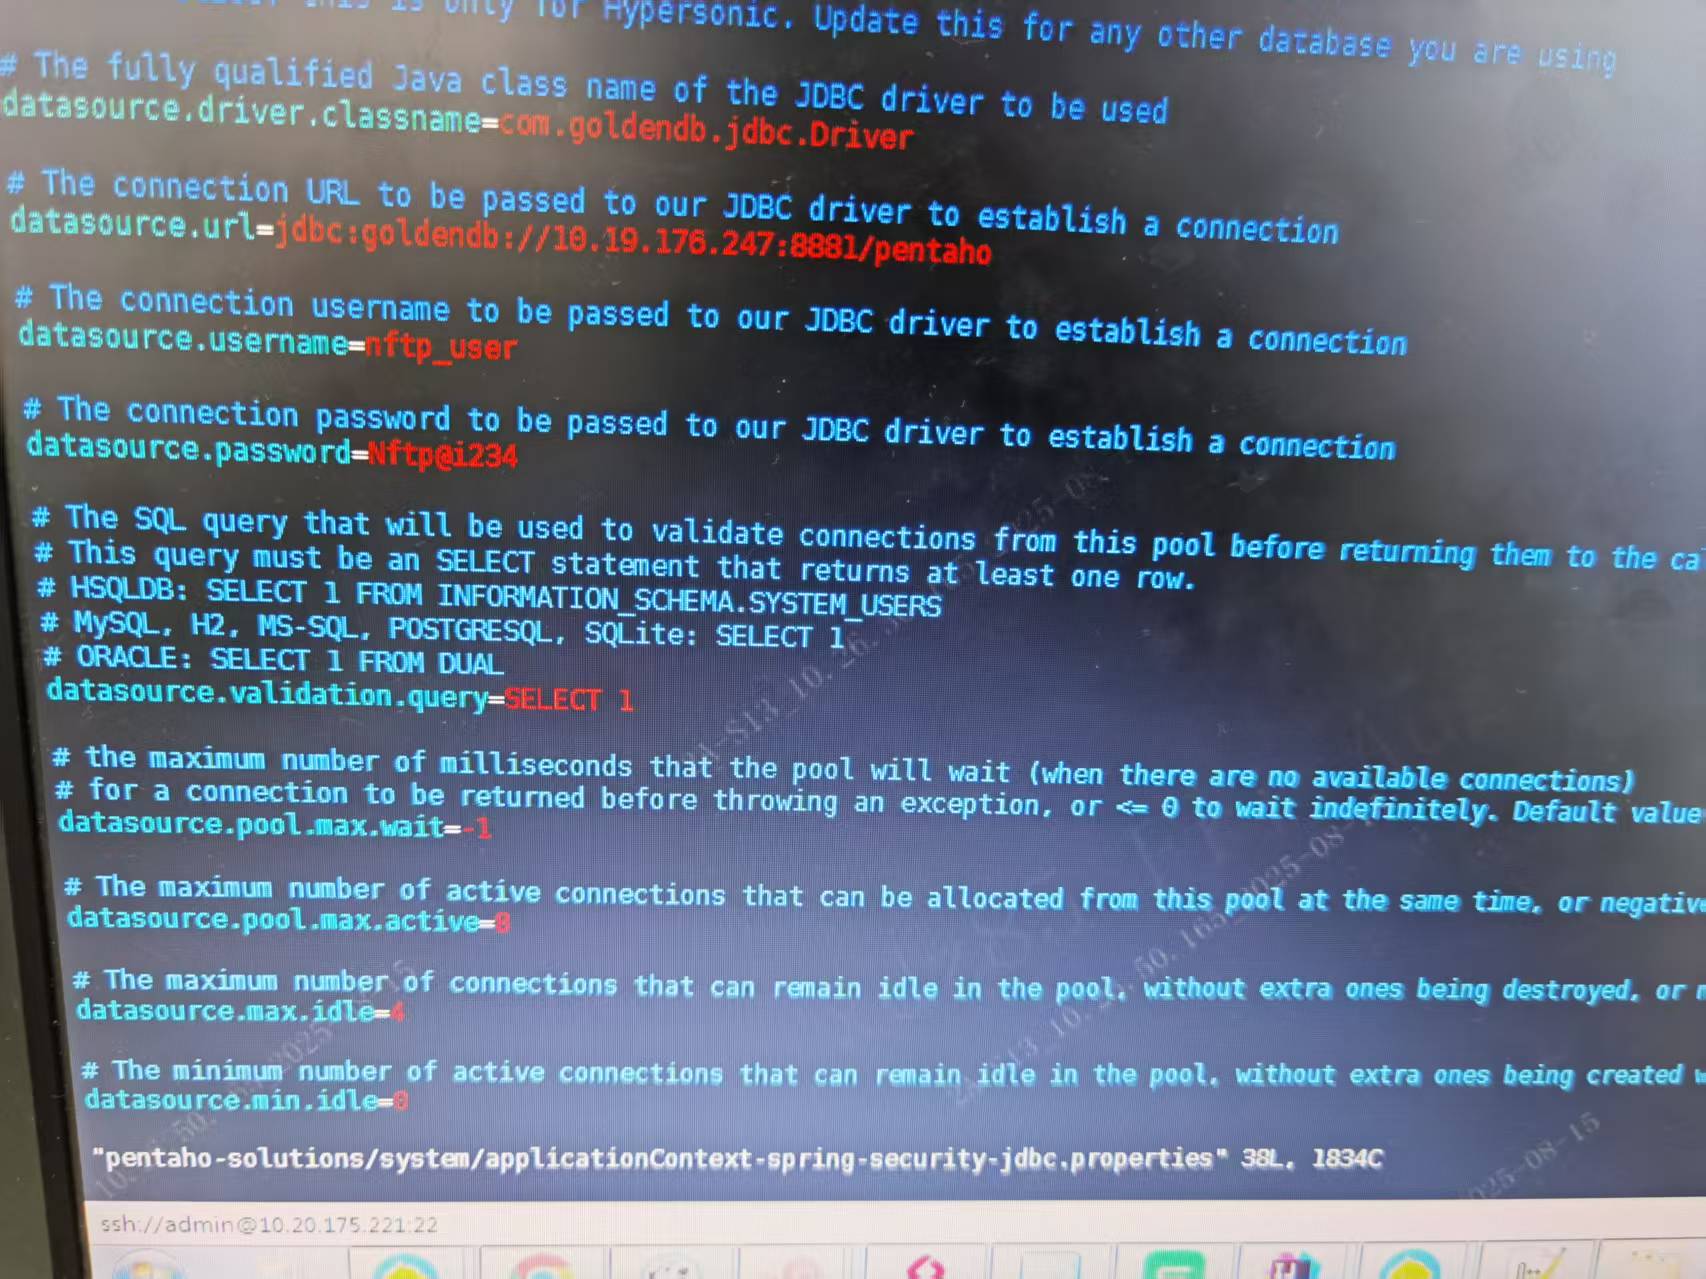 this is only for Hypersonic. Update this for any other database you are using
# The fully qualified Java class name of the JDBC driver to be used
datasource.driver.classname=com.goldendb.jdbc.Driver
# The connection URL to be passed to our JDBC driver to establish a connection
datasource.url=jdbc:goldendb://10.19.176.247:8881/pentaho
# The connection username to be passed to our JDBC driver to establish a connection
datasource.username=nftp_user
# The connection password to be passed to our JDBC driver to establish a connection
datasource.password=Nftp@i234
# The SQL query that will be used to validate connections from this pool before returning them to the ca
# This query must be an SELECT statement that returns at least one row.
# HSQLDB: SELECT 1 FROM INFORMATION_SCHEMA.SYSTEM_USERS
# MySQL, H2, MS-SQL, POSTGRESQL, SQLite: SELECT 1
# ORACLE: SELECT 1 FROM DUAL
datasource.validation.query=SELECT 1
# the maximum number of milliseconds that the pool will wait (when there are no available connections)
# for a connection to be returned before throwing an exception, or <= 0 to wait indefinitely. Default value
datasource.pool.max.wait=-1
# The maximum number of active connections that can be allocated from this pool at the same time, or negative
datasource.pool.max.active=8
# The maximum number of connections that can remain idle in the pool, without extra ones being destroyed, or n
datasource.max.idle=4
# The minimum number of active connections that can remain idle in the pool, without extra ones being created w
datasource.min.idle=0
"pentaho-solutions/system/applicationContext-spring-security-jdbc.properties" 38L, 1834C
ssh://admin@10.20.175.221:22